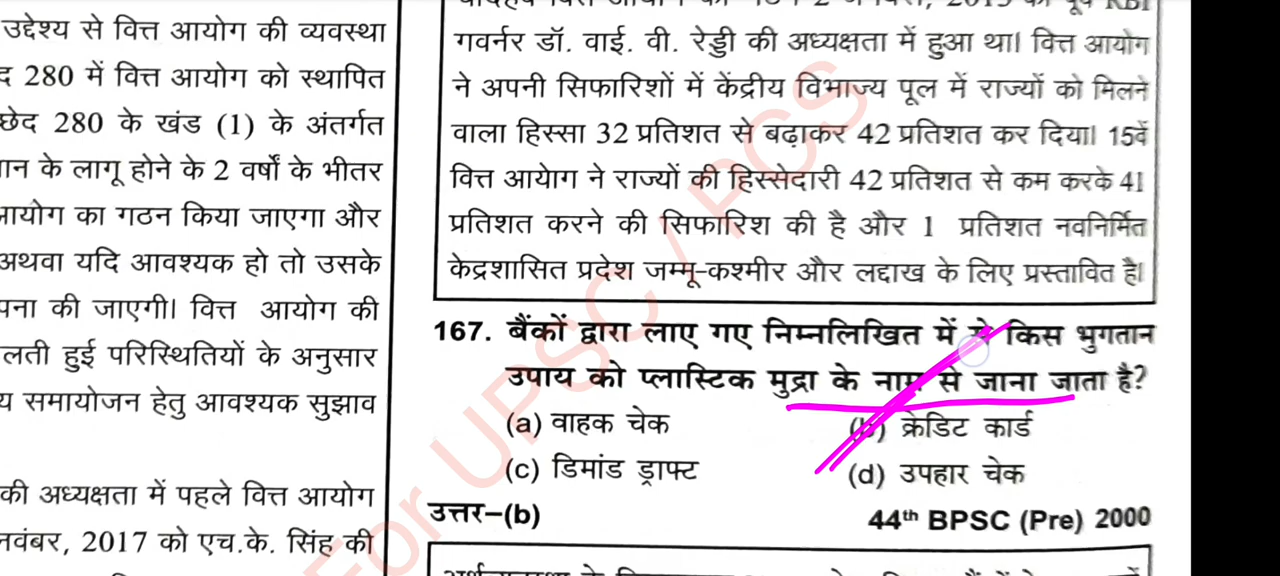 उद्देश्य से वित्त आयोग की व्यवस्था
280 में वित्त आयोग को स्थापित
280 के खंड (1) के अंतर्गत
के लागू होने के 2 वर्षों के भीतर
का गठन किया जाएगा और
अथवा यदि आवश्यक हो तो उसके
की जाएगी। वित्त आयोग की
हुई परिस्थितियों के अनुसार
समायोजन हेतु आवश्यक सुझाव
की अध्यक्षता में पहले वित्त आयोग
2017 को एच.के. सिंह की
गवर्नर डॉ. वाई. वी. रेड्डी की अध्यक्षता में हुआ था। वित्त आयोग
ने अपनी सिफारिशों में केंद्रीय विभाज्य पूल में राज्यों को मिलने
वाला हिस्सा 32 प्रतिशत से बढ़ाकर 42 प्रतिशत कर दिया। 15वें
वित्त आयेाग ने राज्यों की हिस्सेदारी 42 प्रतिशत से कम करके 41
प्रतिशत करने की सिफारिश की है और 1 प्रतिशत नवनिर्मित
केद्रशासित प्रदेश जम्मू-कश्मीर और लद्दाख के लिए प्रस्तावित है।
167. बैंकों द्वारा लाए गए निम्नलिखित में से किस भुगतान
उपाय को प्लास्टिक मुद्रा के नाम से जाना जाता है?
(a) वाहक चेक (b) क्रेडिट कार्ड
(c) डिमांड ड्राफ्ट (d) उपहार चेक
उत्तर–(b) 44th BPSC (Pre) 2000
For UPSC / PCS